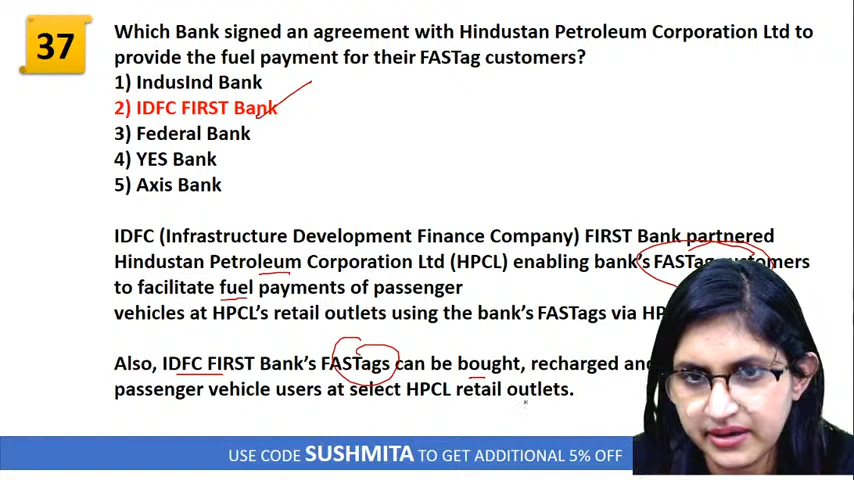 37
Which Bank signed an agreement with Hindustan Petroleum Corporation Ltd to
provide the fuel payment for their FASTag customers?
1) IndusInd Bank
2) IDFC FIRST Bank
3) Federal Bank
4) YES Bank
5) Axis Bank
IDFC (Infrastructure Development Finance Company) FIRST Bank partnered
Hindustan Petroleum Corporation Ltd (HPCL) enabling bank's FASTag customers
to facilitate fuel payments of passenger
vehicles at HPCL's retail outlets using the bank's FASTags via
Also, IDFC FIRST Bank's FASTags can be bought, recharged and
passenger vehicle users at select HPCL retail outlets.
USE CODE SUSHMITA TO GET ADDITIONAL 5% OFF